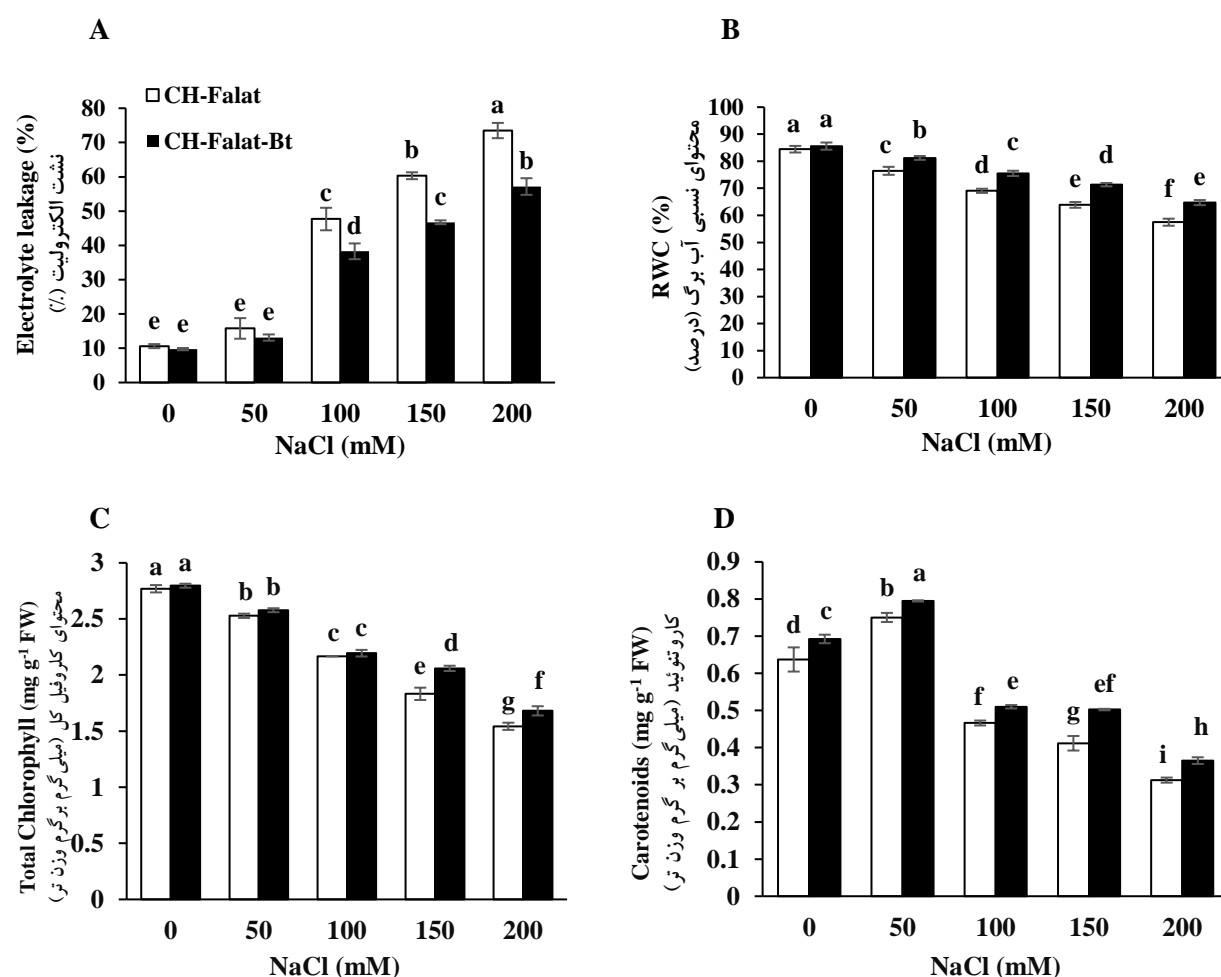 A
Electrolyte leakage (%)
نشت الکترولیت (٪)
CH-Falat
CH-Falat-Bt
80
70
60
50
40
30
20
10
0
e e
e e
c d
b c
a b
0 50 100 150 200
NaCl (mM)
B
RWC (%)
محتوای نسبی آب برگ (درصد)
100
90
80
70
60
50
40
30
20
10
0
a a
c b
d c
e d
f e
0 50 100 150 200
NaCl (mM)
C
Total Chlorophyll (mg g-1 FW)
محتوای کلروفیل کل (میلی گرم برگرم وزن تر)
3
2.5
2
1.5
1
0.5
0
a a
b b
c c
e d
g f
0 50 100 150 200
NaCl (mM)
D
Carotenoids (mg g-1 FW)
کاروتنوئید (میلی گرم بر گرم وزن تر)
0.9
0.8
0.7
0.6
0.5
0.4
0.3
0.2
0.1
0
d c
b a
f e
g ef
i h
0 50 100 150 200
NaCl (mM)